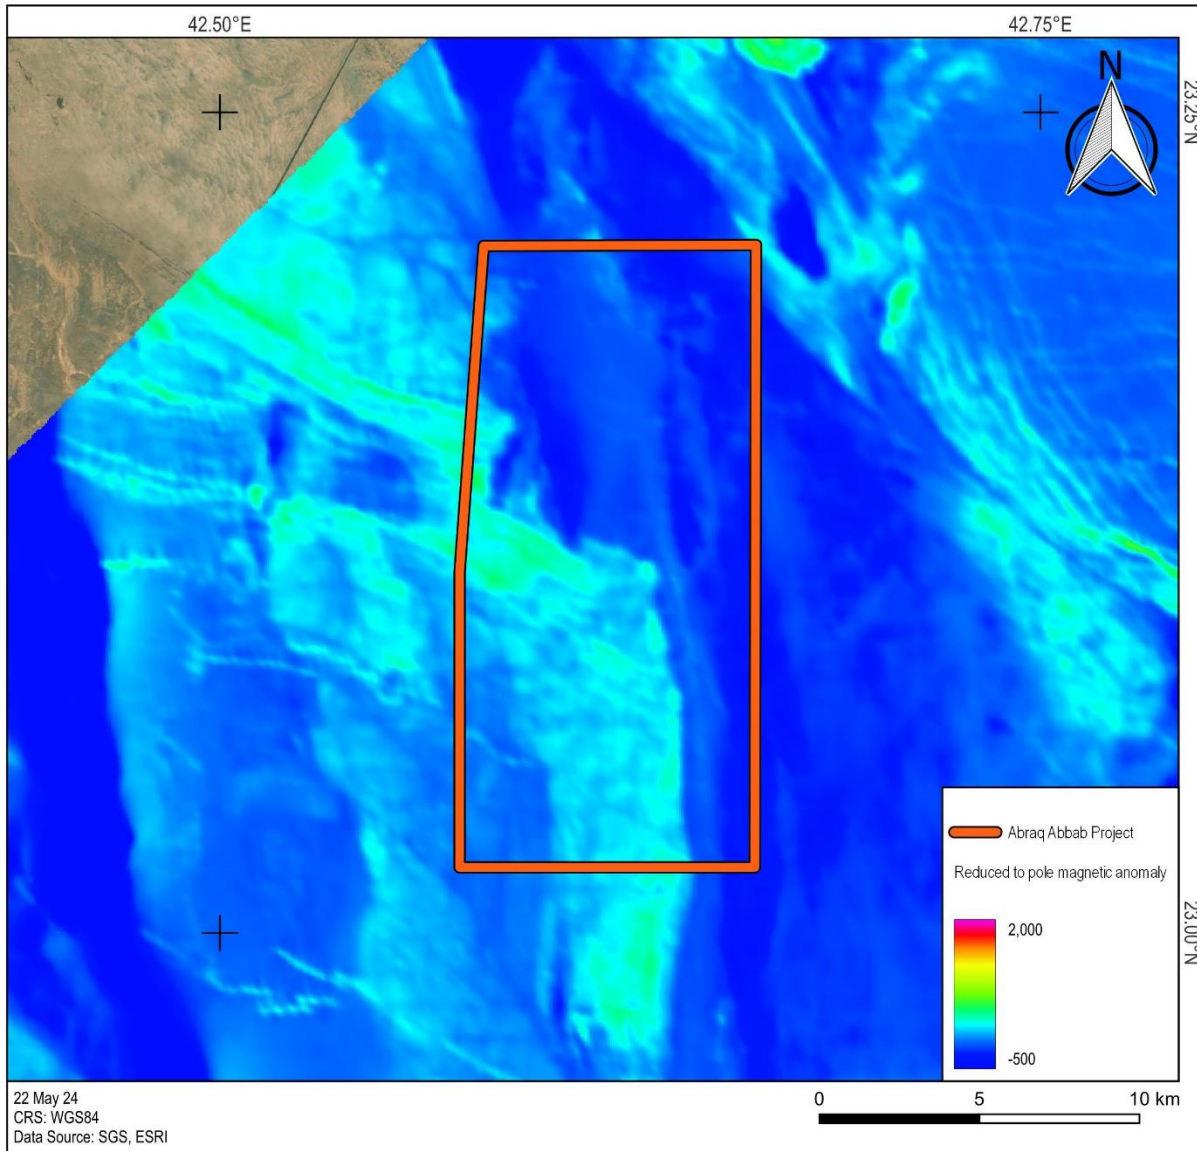 42.50°E
42.75°E
N
23.25°N
Abraq Abbab Project
Reduced to pole magnetic anomaly
2,000
-500
23.00°N
22 May 24
CRS: WGS84
Data Source: SGS, ESRI
0 5 10 km